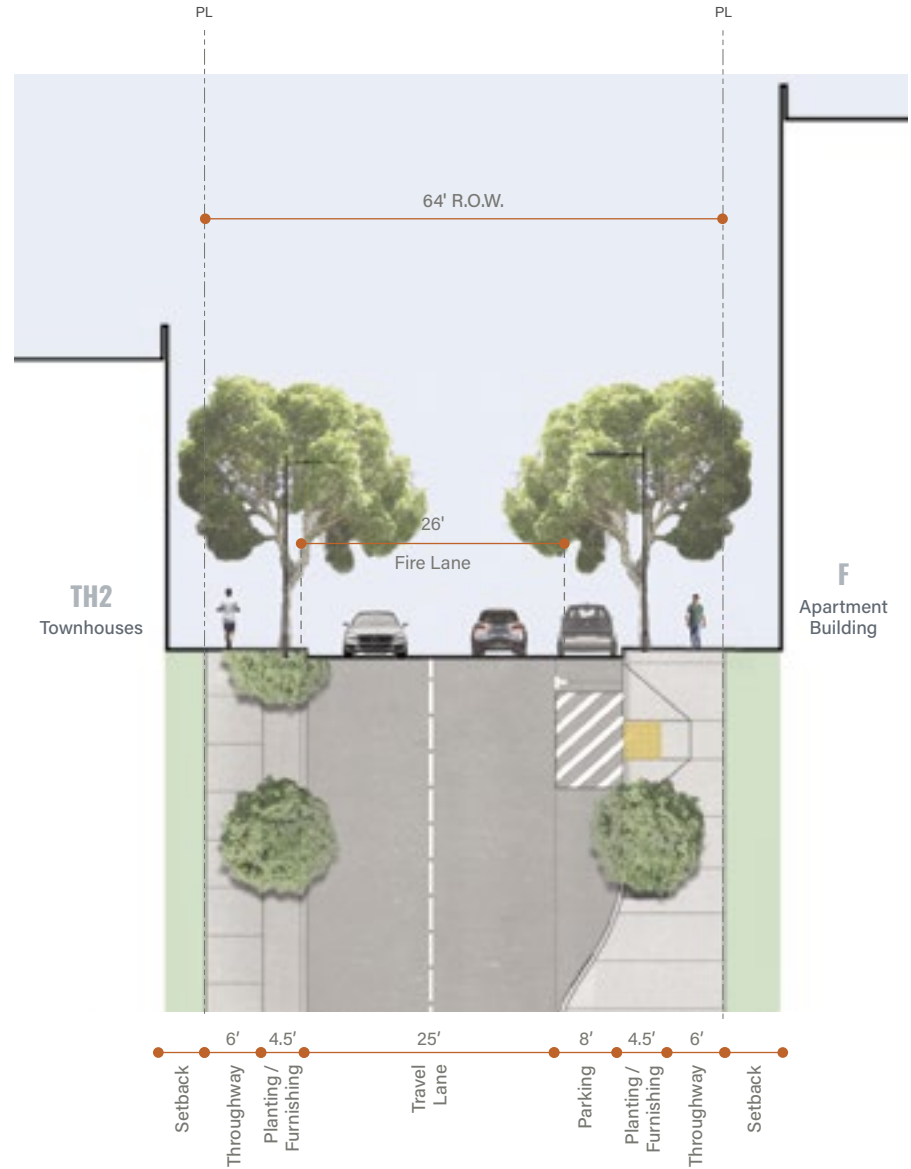 PL
PL
64' R.O.W.
26'
Fire Lane
TH2
Townhouses
F
Apartment
Building
6'
4.5'
25'
8'
4.5'
6'
Setback
Throughway
Planting /
Furnishing
Travel
Lane
Parking
Planting /
Furnishing
Throughway
Setback